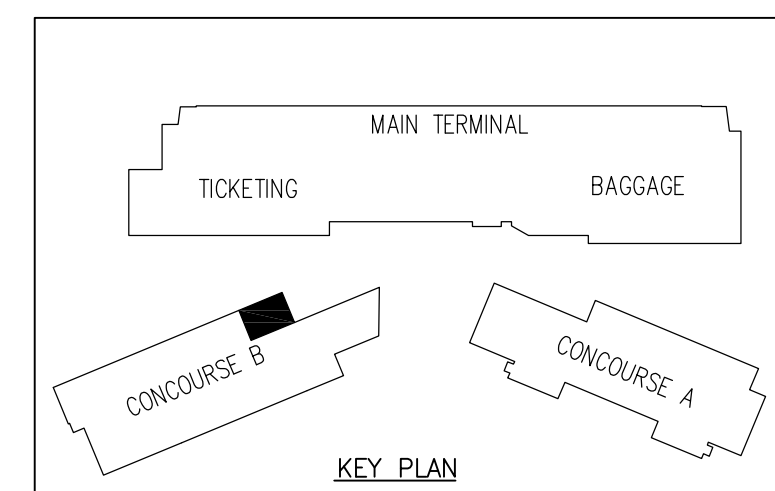 MAIN TERMINAL
TICKETING
BAGGAGE
CONCOURSE B
CONCOURSE A
KEY PLAN